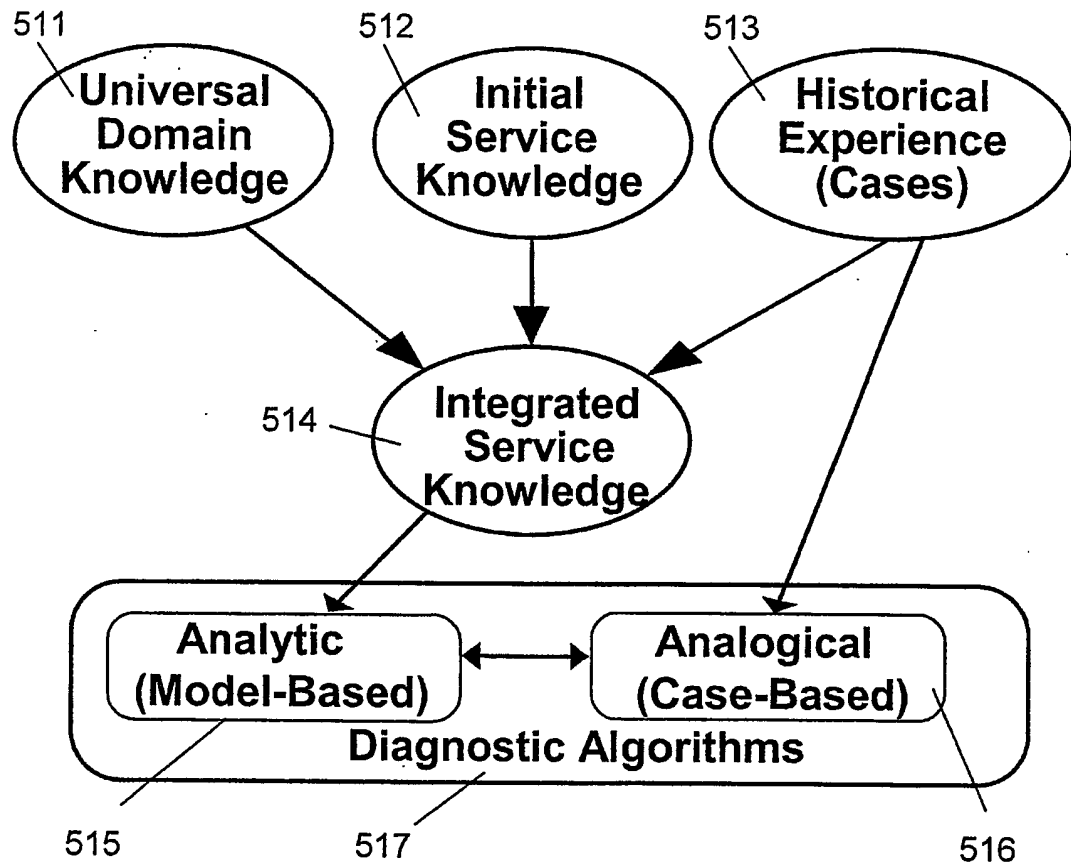 511
512
513
Universal
Domain
Knowledge
Initial
Service
Knowledge
Historical
Experience
(Cases)
514
Integrated
Service
Knowledge
Analytic
(Model-Based)
Analogical
(Case-Based)
Diagnostic Algorithms
515
517
516